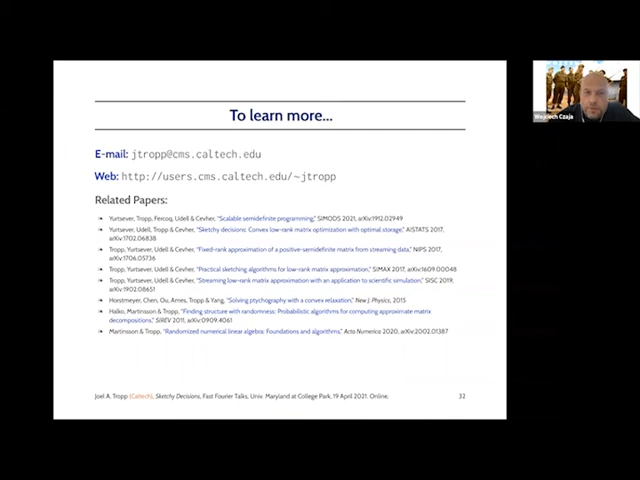 To learn more...
E-mail: jtropp@cms.caltech.edu
Web: http://users.cms.caltech.edu/~jtropp
Related Papers:
Yurtsever, Tropp, Fercoq, Udell & Cevher, "Scalable semidefinite programming," SIMODS 2021, arXiv:1912.02949
Yurtsever, Udell, Tropp & Cevher, "Sketchy decisions: Convex low-rank matrix optimization with optimal storage," AISTATS 2017,
arXiv:1702.06838
Tropp, Yurtsever, Udell & Cevher, "Fixed-rank approximation of a positive-semidefinite matrix from streaming data," NIPS 2017,
arXiv:1706.05736
Tropp, Yurtsever, Udell & Cevher, "Practical sketching algorithms for low-rank matrix approximation," SIMAX 2017, arXiv:1609.00048
Tropp, Yurtsever, Udell & Cevher, "Streaming low-rank matrix approximation with an application to scientific simulation," SISC 2019,
arXiv:1902.08651
Horstmeyer, Chen, Ou, Ames, Tropp & Yang, "Solving ptychography with a convex relaxation," New J. Physics, 2015
Halko, Martinsson & Tropp, "Finding structure with randomness: Probabilistic algorithms for computing approximate matrix
decompositions," SIREV 2011, arXiv:0909.4061
Martinsson & Tropp, "Randomized numerical linear algebra: Foundations and algorithms," Acta Numerica 2020, arXiv:2002.01387
Joel A. Tropp (Caltech), Sketchy Decisions, Fast Fourier Talks, Univ. Maryland at College Park, 19 April 2021. Online.
32
Wojciech Czaja